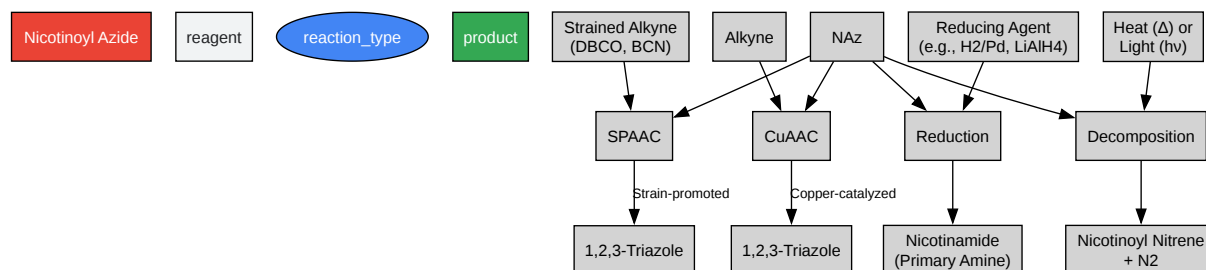 Nicotinoyl Azide
reagent
reaction_type
product
Strained Alkyne
(DBCO, BCN)
Alkyne
NAz
Reducing Agent
(e.g., H2/Pd, LiAlH4)
Heat (Δ) or
Light (hν)
SPAAC
CuAAC
Reduction
Decomposition
Strain-promoted
Copper-catalyzed
1,2,3-Triazole
1,2,3-Triazole
Nicotinamide
(Primary Amine)
Nicotinoyl Nitrene
+ N2